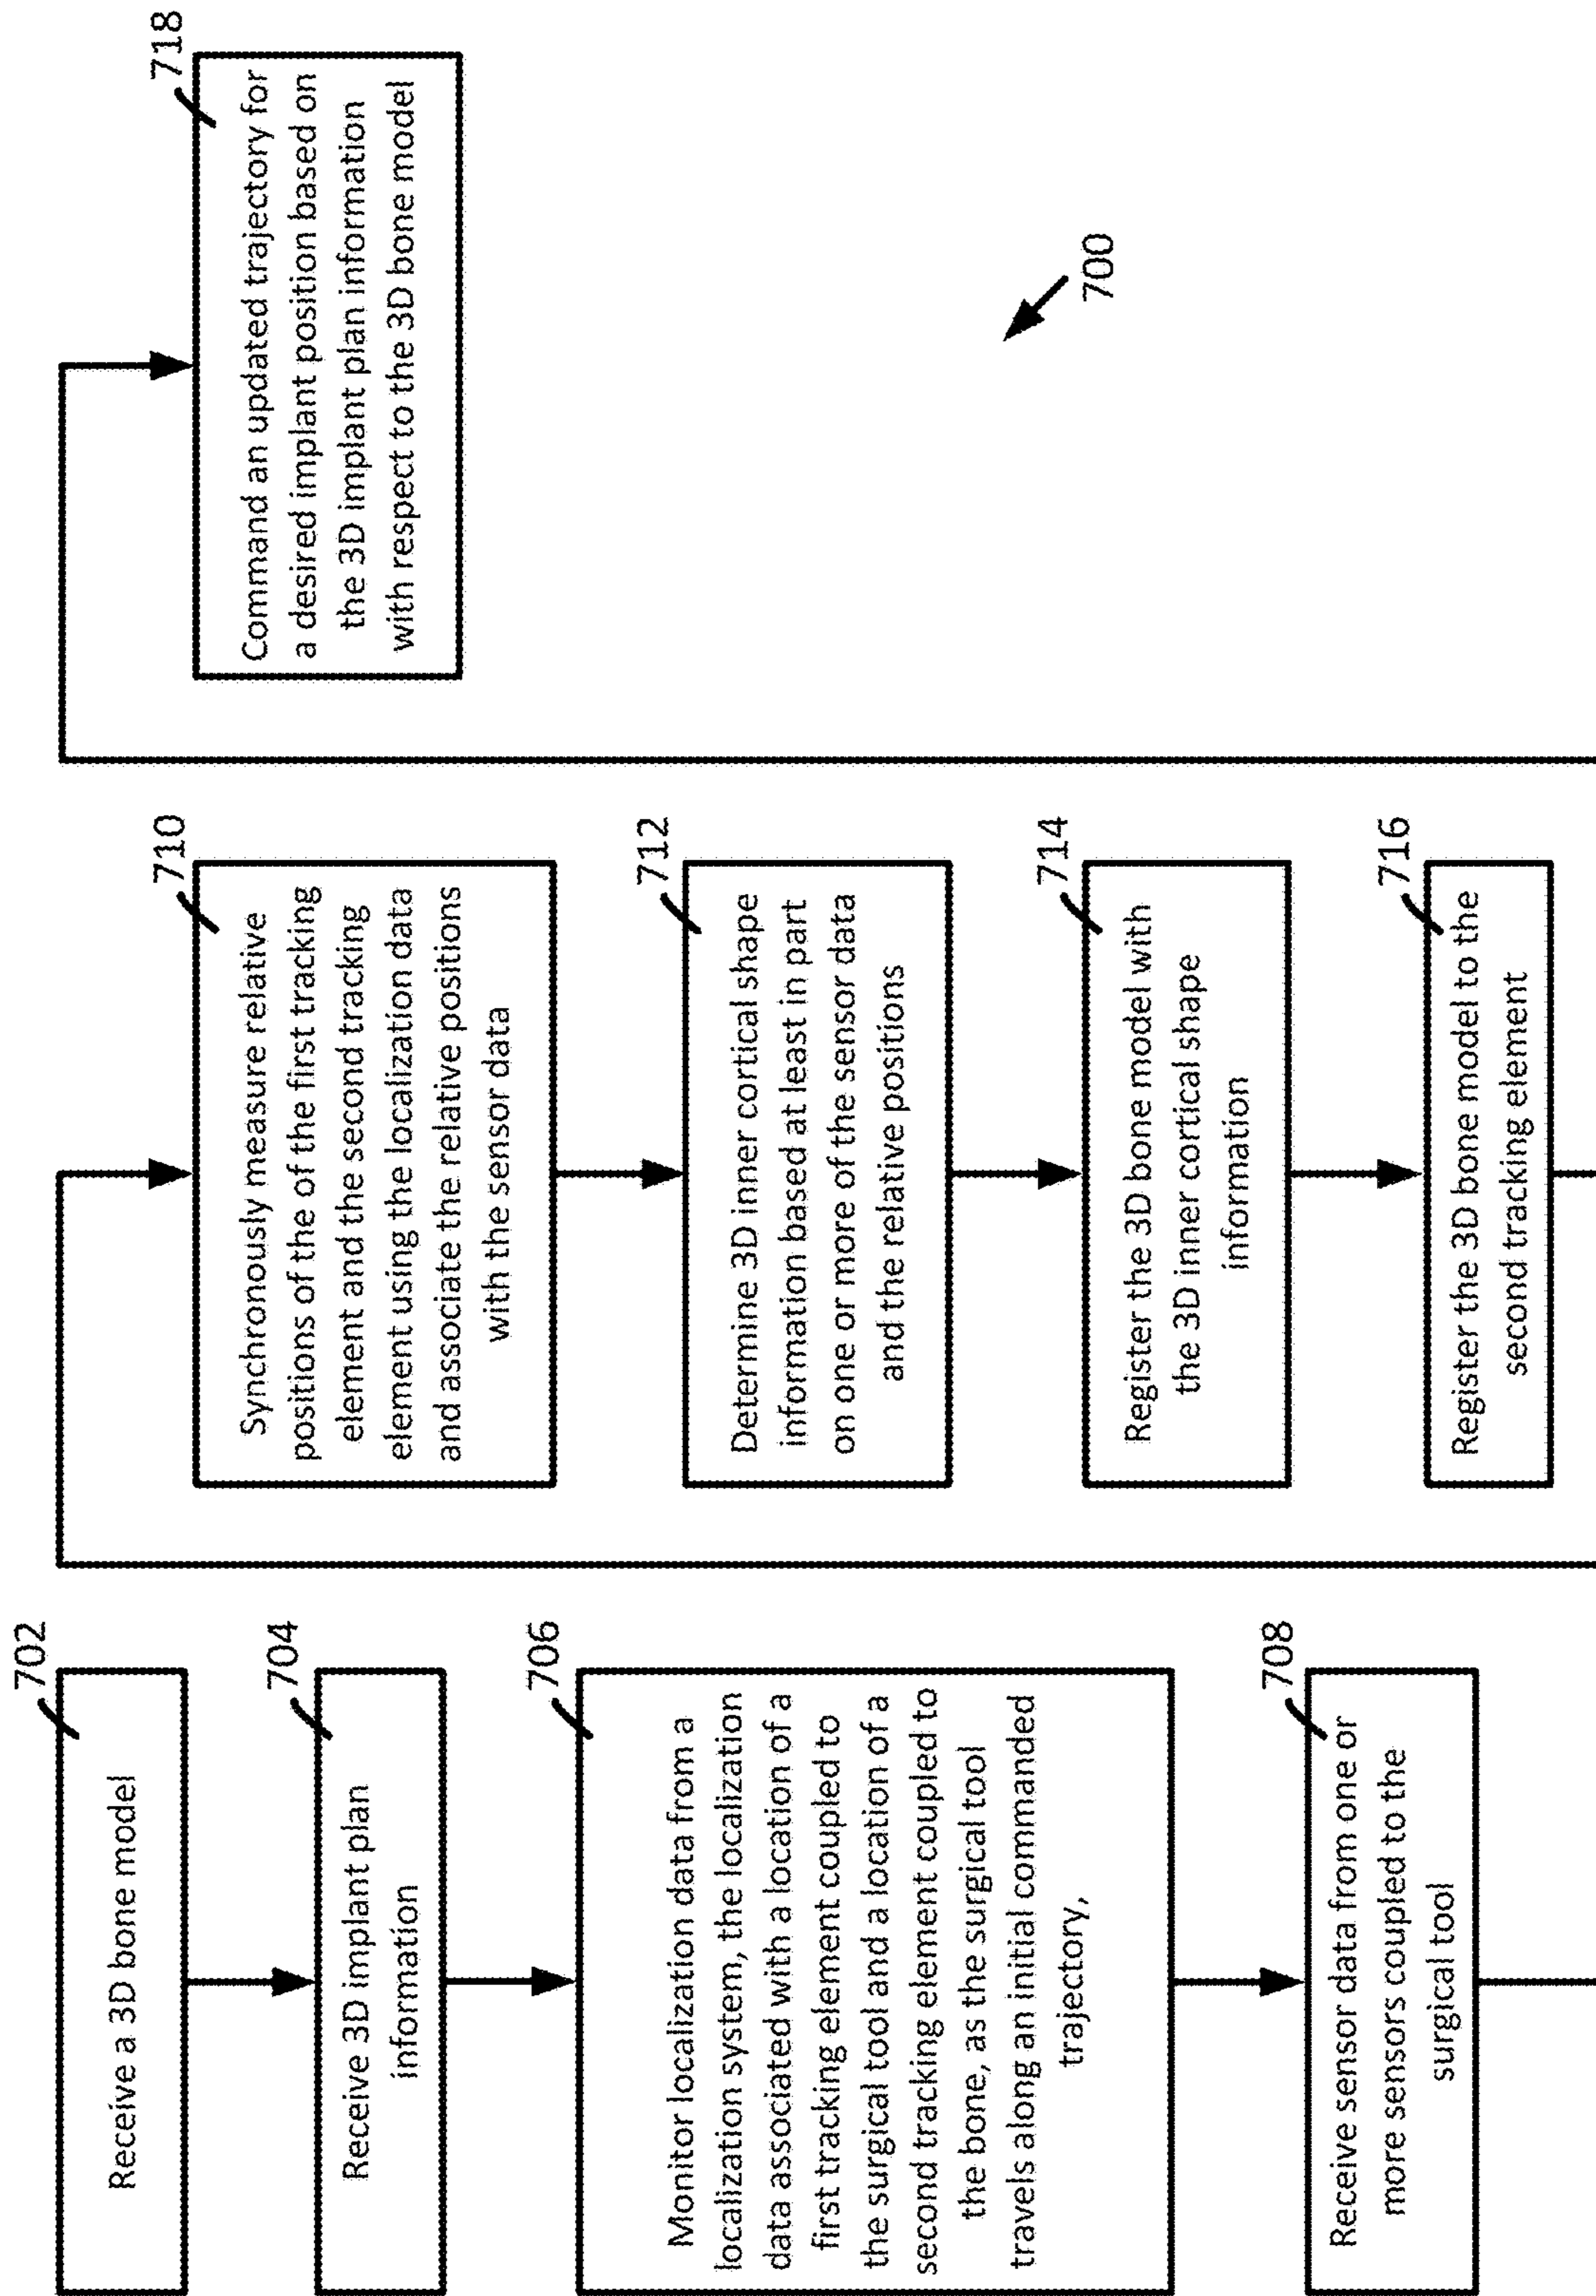 702
Receive a 3D bone model
704
Receive 3D implant plan
information
706
Monitor localization data from a
localization system, the localization
data associated with a location of a
first tracking element coupled to
the surgical tool and a location of a
second tracking element coupled to
the bone, as the surgical tool
travels along an initial commanded
trajectory,
708
Receive sensor data from one or
more sensors coupled to the
surgical tool
710
Synchronously measure relative
positions of the of the first tracking
element and the second tracking
element using the localization data
and associate the relative positions
with the sensor data
712
Determine 3D inner cortical shape
information based at least in part
on one or more of the sensor data
and the relative positions
714
Register the 3D bone model with
the 3D inner cortical shape
information
716
Register the 3D bone model to the
second tracking element
718
Command an updated trajectory for
a desired implant position based on
the 3D implant plan information
with respect to the 3D bone model
700